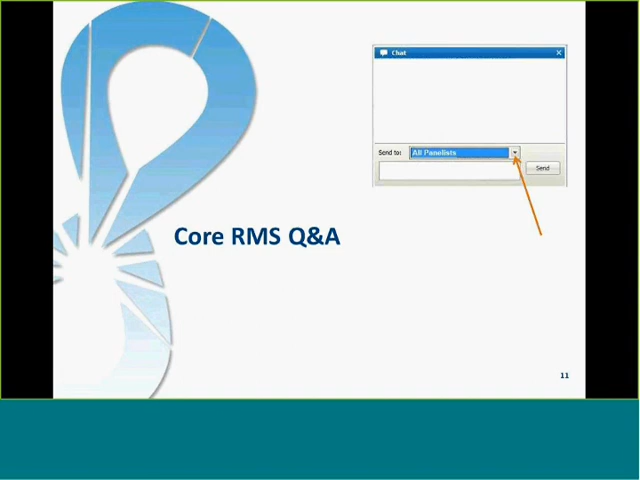 Chat
Send to: All Panelists
Send
Core RMS Q&A
11